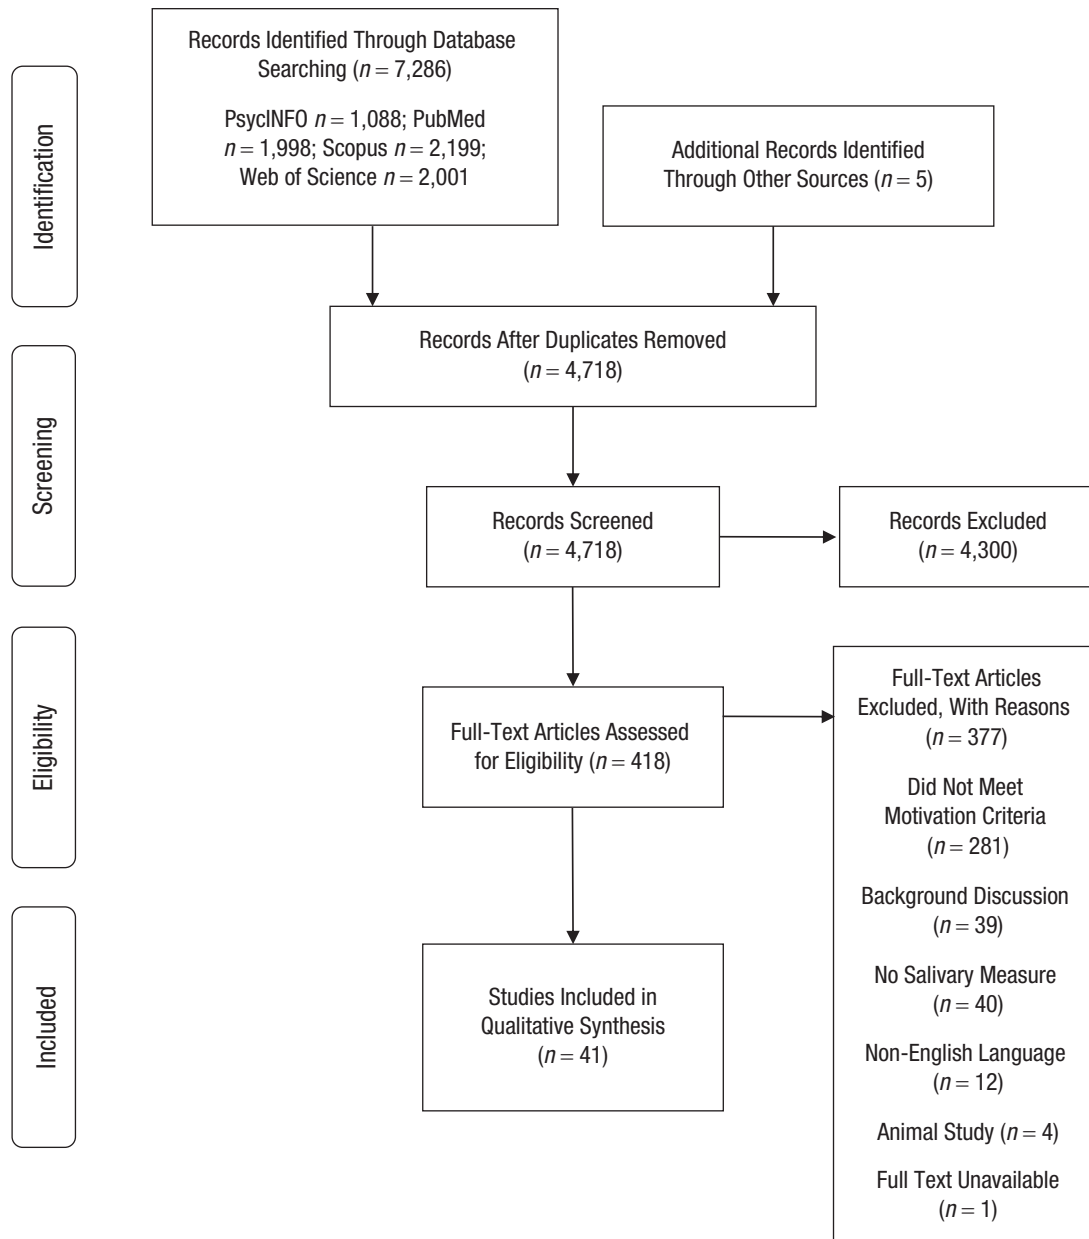 Identification
Records Identified Through Database
Searching (n = 7,286)
PsycINFO n = 1,088; PubMed
n = 1,998; Scopus n = 2,199;
Web of Science n = 2,001
Additional Records Identified
Through Other Sources (n = 5)
Records After Duplicates Removed
(n = 4,718)
Screening
Records Screened
(n = 4,718)
Records Excluded
(n = 4,300)
Eligibility
Full-Text Articles Assessed
for Eligibility (n = 418)
Full-Text Articles
Excluded, With Reasons
(n = 377)
Did Not Meet
Motivation Criteria
(n = 281)
Background Discussion
(n = 39)
No Salivary Measure
(n = 40)
Non-English Language
(n = 12)
Animal Study (n = 4)
Full Text Unavailable
(n = 1)
Included
Studies Included in
Qualitative Synthesis
(n = 41)